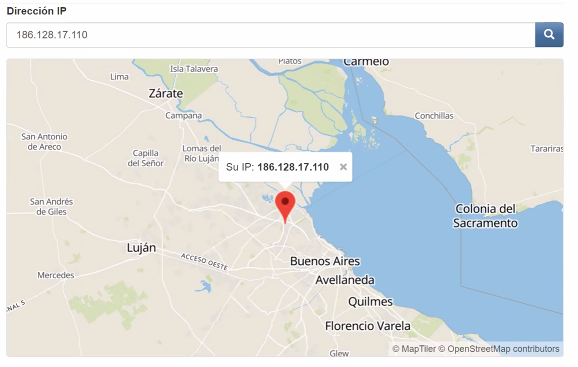 Dirección IP
186.128.17.110
Platos
Carmelo
Isla Talavera
Lima
Zárate
Campana
Conchillas
San Antonio
de Areco
Capilla
del Señor
Lomas del
Río Luján
Tarariras
Su IP: 186.128.17.110 ×
San Andrés
de Giles
Colonia del
Sacramento
Luján
ACCESO OESTE
Buenos Aires
Mercedes
Avellaneda
Quilmes
NAL 5
Florencio Varela
Glew
© MapTiler © OpenStreetMap contributors